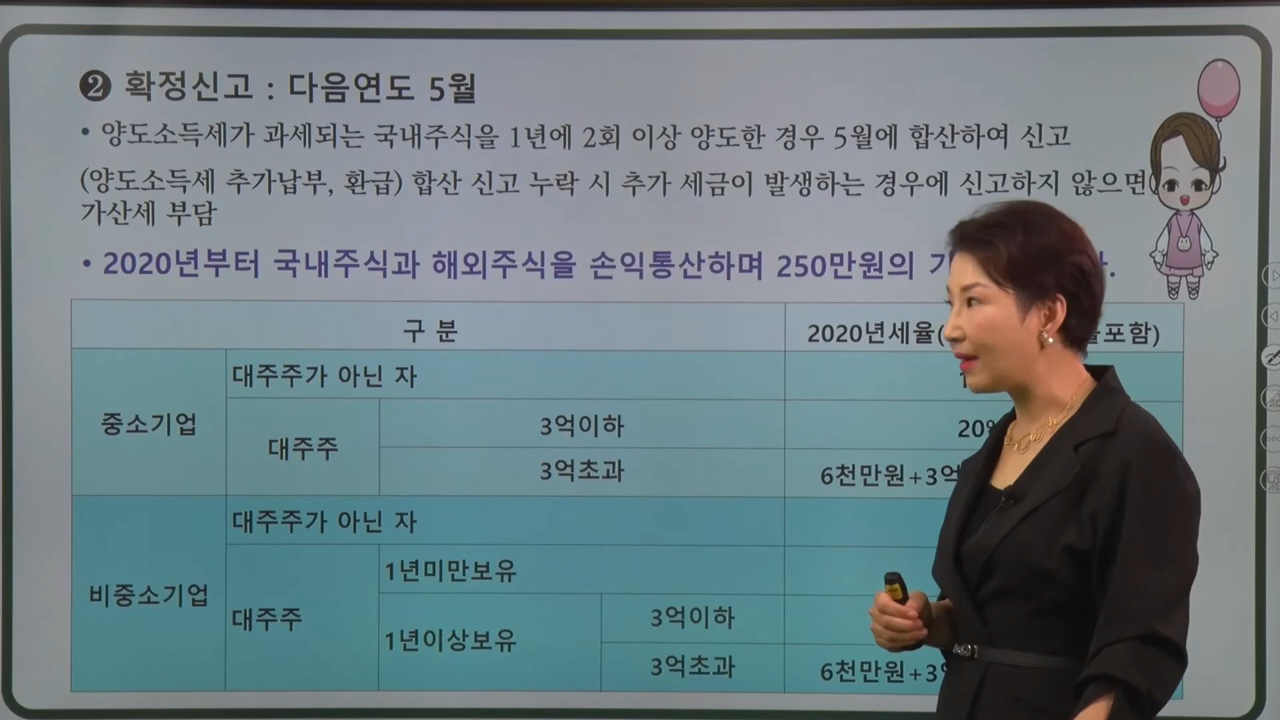 ❷ 확정신고 : 다음연도 5월
• 양도소득세가 과세되는 국내주식을 1년에 2회 이상 양도한 경우 5월에 합산하여 신고
(양도소득세 추가납부, 환급) 합산 신고 누락 시 추가 세금이 발생하는 경우에 신고하지 않으면
가산세 부담
• 2020년부터 국내주식과 해외주식을 손익통산하며 250만원의
구 분 2020년세율( 포함)
중소기업 대주주가 아닌 자
대주주 3억이하
3억초과 6천만원+3억
비중소기업 대주주가 아닌 자
대주주 1년미만보유
1년이상보유 3억이하
3억초과 6천만원+3억